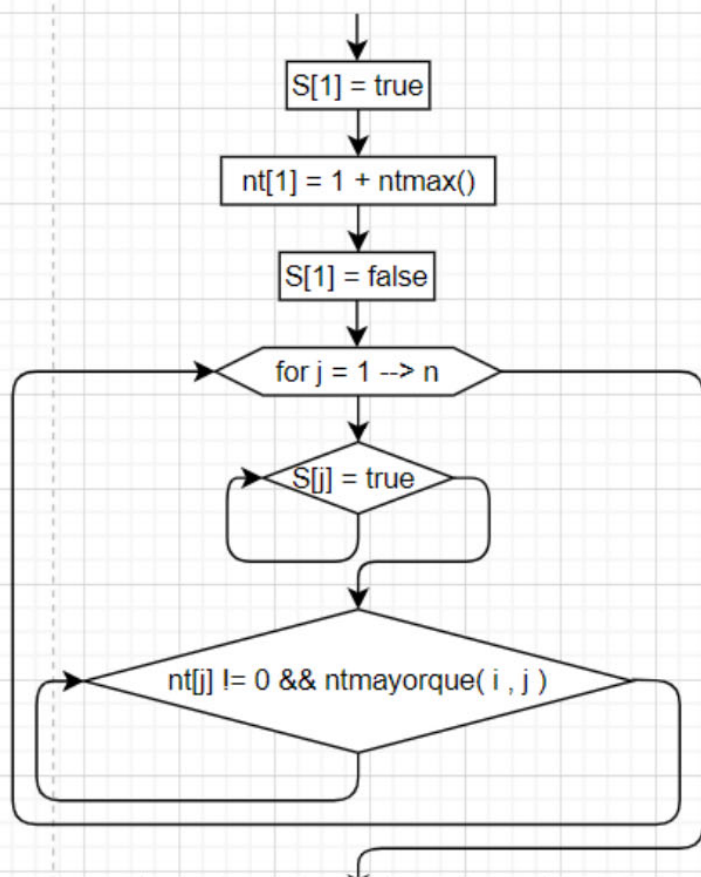 S[1] = true
nt[1] = 1 + ntmax()
S[1] = false
for j = 1 --> n
S[j] = true
nt[j] != 0 && ntmayorque( i , j )